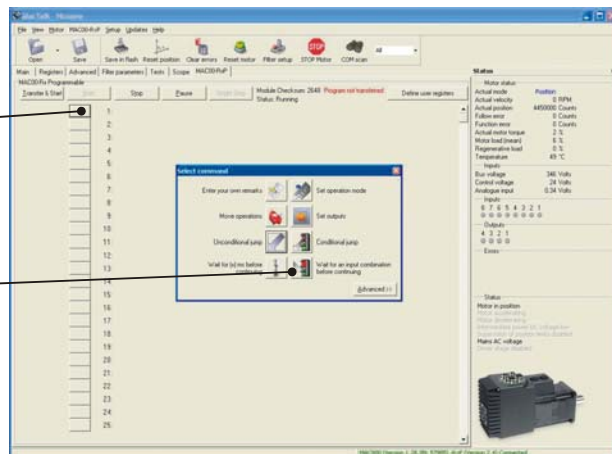 File View Motor MAC00-RxP Setup Updates Help
Open Save Save in flash Reset position Clear errors Reset motor Filter setup STOP Motor COM scan All
Main Registers Advanced Filter parameters Tests Scope MAC00-RxP
MAC00-Rx Programmable
Transfer & Start Stop Pause Module Checksum: 2648 Program not transferred Define user registers
Status: Running
1
2
3
4
5
6
7
8
9
10
11
12
13
14
15
16
17
18
19
20
21
22
23
24
25
Select command
Enter your own remarks Set operation mode
Move operations Set outputs
Unconditional jump Conditional jump
Wait for (x) ms before continuing
Wait for an input combination before continuing
Advanced >>
Status
Motor status
Actual mode Position
Actual velocity 0 RPM
Actual position 4450000 Counts
Follow error 0 Counts
Function error 0 Counts
Actual motor torque 2 %
Motor load (mean) 6 %
Regenerative load 0 %
Temperature 49 °C
Inputs
Bus voltage 346 Volts
Control voltage 24 Volts
Analogue input 0.34 Volts
Inputs
8 7 6 5 4 3 2 1
Outputs
4 3 2 1
Errors
Status
Motor in position
Motor accelerating
Motor decelerating
Mains AC voltage